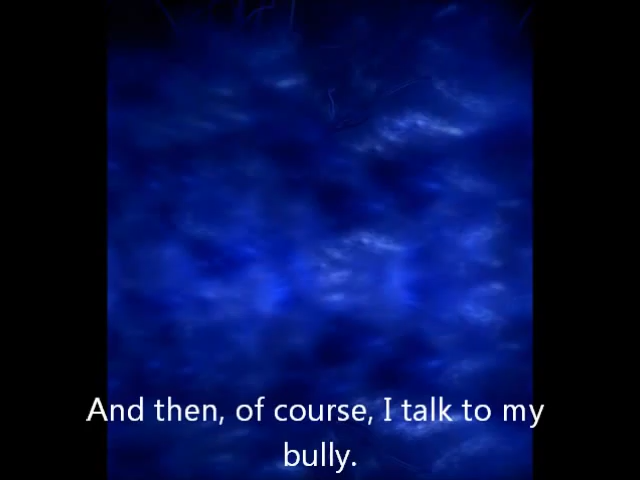 And then, of course, I talk to my
bully.